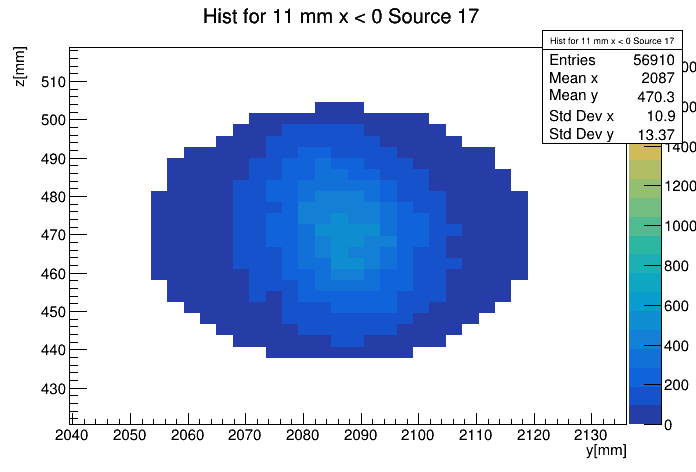 Hist for 11 mm x < 0 Source 17
Hist for 11 mm x < 0 Source 17
Entries 56910
Mean x 2087
Mean y 470.3
Std Dev x 10.9
Std Dev y 13.37
z[mm]
510
500
490
480
470
460
450
440
430
2040 2050 2060 2070 2080 2090 2100 2110 2120 2130
y[mm]
1400
1200
1000
800
600
400
200
0